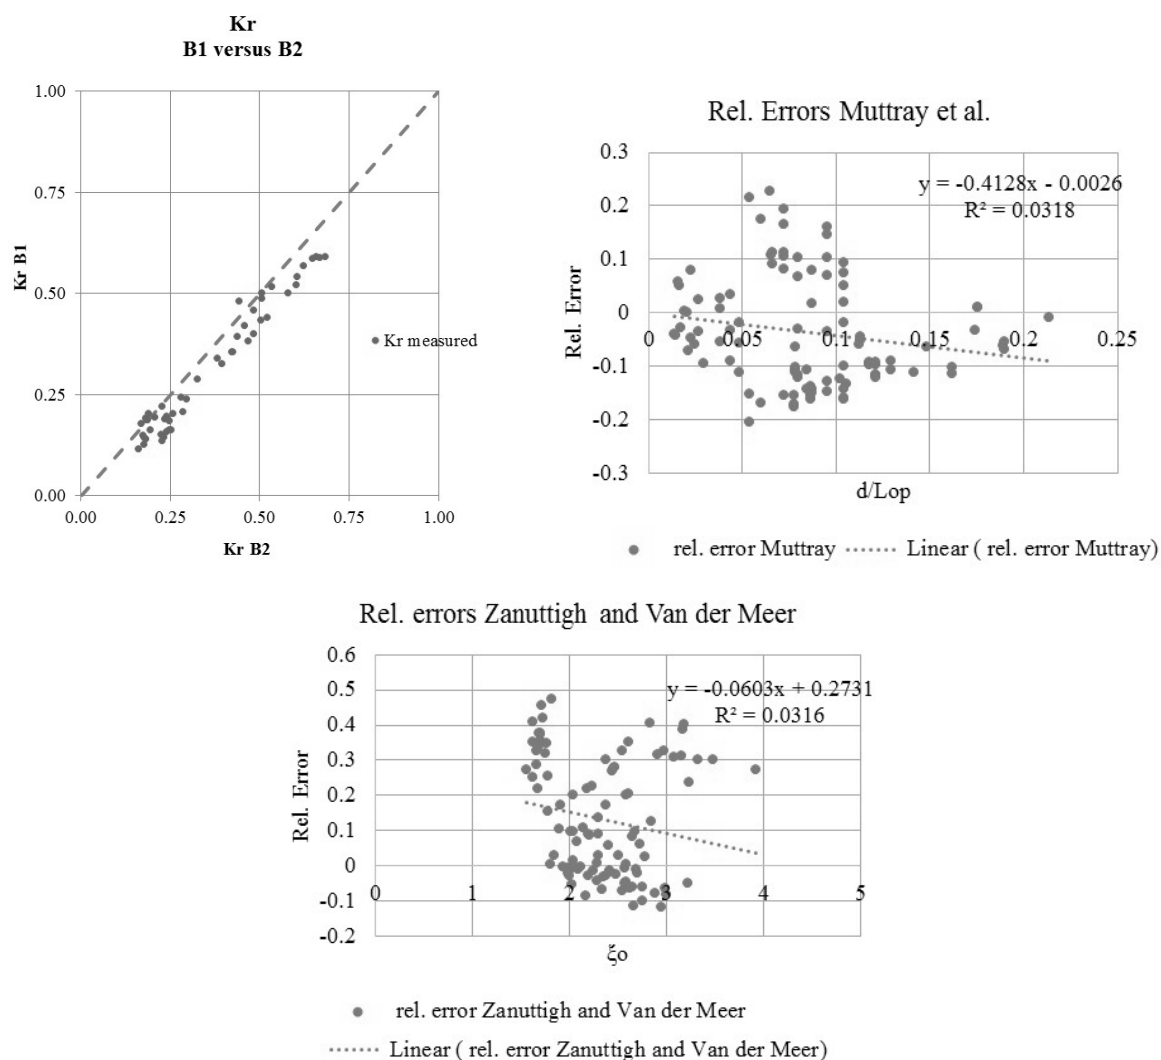 Kr
B1 versus B2
1.00
0.75
0.50
0.25
0.00
Kr B1
0.00 0.25 0.50 0.75 1.00
Kr B2
Kr measured
Rel. Errors Muttray et al.
0.3
0.2
0.1
0
-0.1
-0.2
-0.3
Rel. Error
y = -0.4128x - 0.0026
R² = 0.0318
0 0.05 0.1 0.15 0.2 0.25
d/Lop
rel. error Muttray Linear ( rel. error Muttray)
Rel. errors Zanuttigh and Van der Meer
0.6
0.5
0.4
0.3
0.2
0.1
0
-0.1
-0.2
Rel. Error
y = -0.0603x + 0.2731
R² = 0.0316
0 1 2 3 4 5
ξo
rel. error Zanuttigh and Van der Meer
Linear ( rel. error Zanuttigh and Van der Meer)